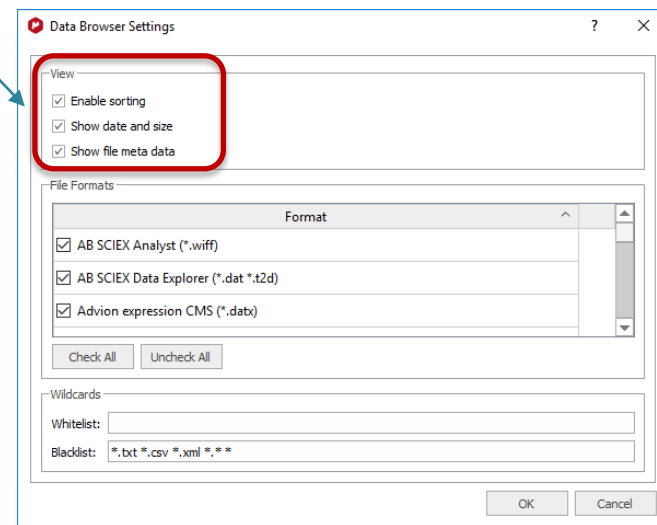 Data Browser Settings ? ×
View
Enable sorting
Show date and size
Show file meta data
File Formats
Format
AB SCIEX Analyst (*.wiff)
AB SCIEX Data Explorer (*.dat *.t2d)
Advion expression CMS (*.datx)
Check All Uncheck All
Wildcards
Whitelist:
Blacklist: *.txt *.csv *.xml *.* *
OK Cancel